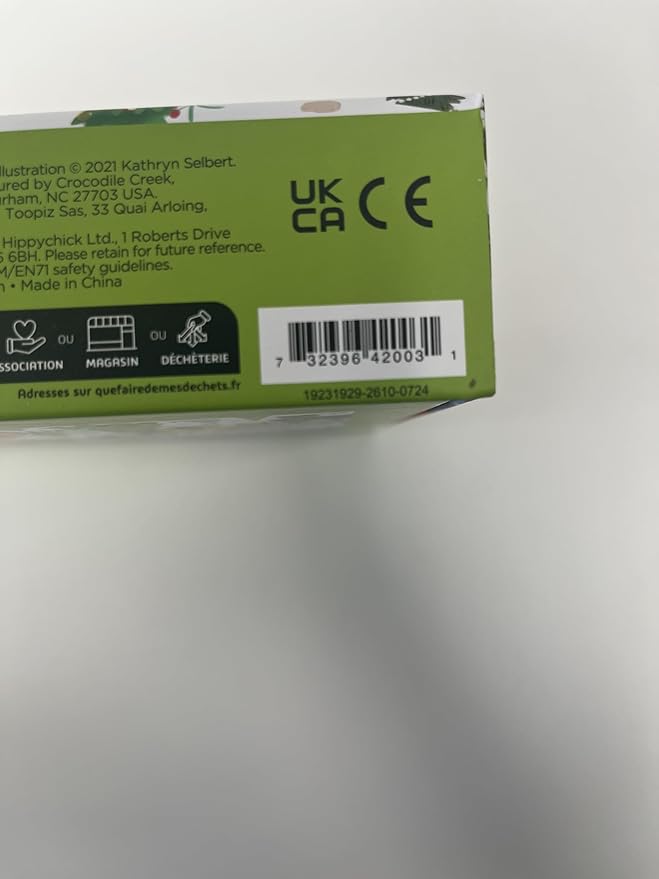 llustration © 2021 Kathryn Selbert.
ured by Crocodile Creek,
rham, NC 27703 USA.
Toopiz Sas, 33 Quai Arloing,
Hippychick Ltd., 1 Roberts Drive
6BH. Please retain for future reference.
M/EN71 safety guidelines.
n • Made in China
UK
CA
CE
SSOCIATION
OU
MAGASIN
OU
DÉCHÈTERIE
Adresses sur quefairedemesdechets.fr
7 32396 42003 1
19231929-2610-0724